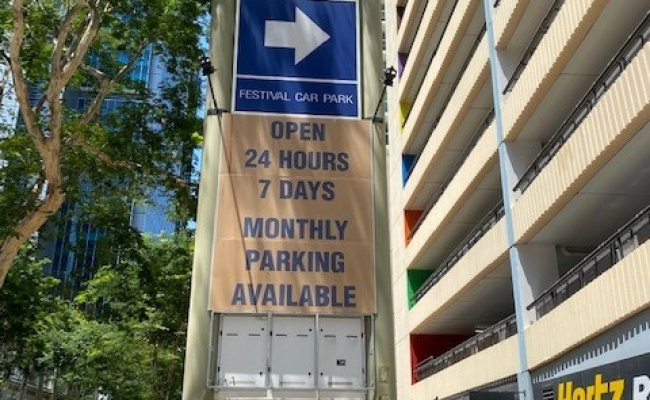 FESTIVAL CAR PARK
OPEN
24 HOURS
7 DAYS
MONTHLY
PARKING
AVAILABLE
Hertz